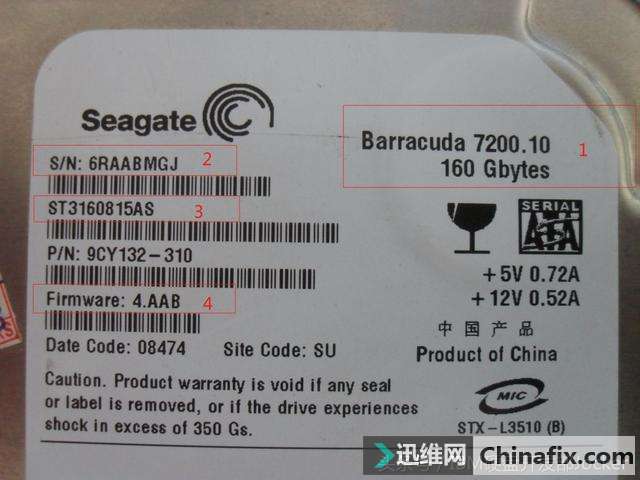 Seagate
Barracuda 7200.10
160 Gbytes
1
S/N: 6RAABMGJ
2
ST3160815AS
3
P/N: 9CY132-310
SERIAL
ATA
+5V 0.72A
+12V 0.52A
Firmware: 4.AAB
4
中国产品
Date Code: 08474 Site Code: SU
Product of China
Caution. Product warranty is void if any seal
or label is removed, or if the drive experiences
shock in excess of 350 Gs.
MIC
STX-L3510 (B)
迅维网 Chinafix.com